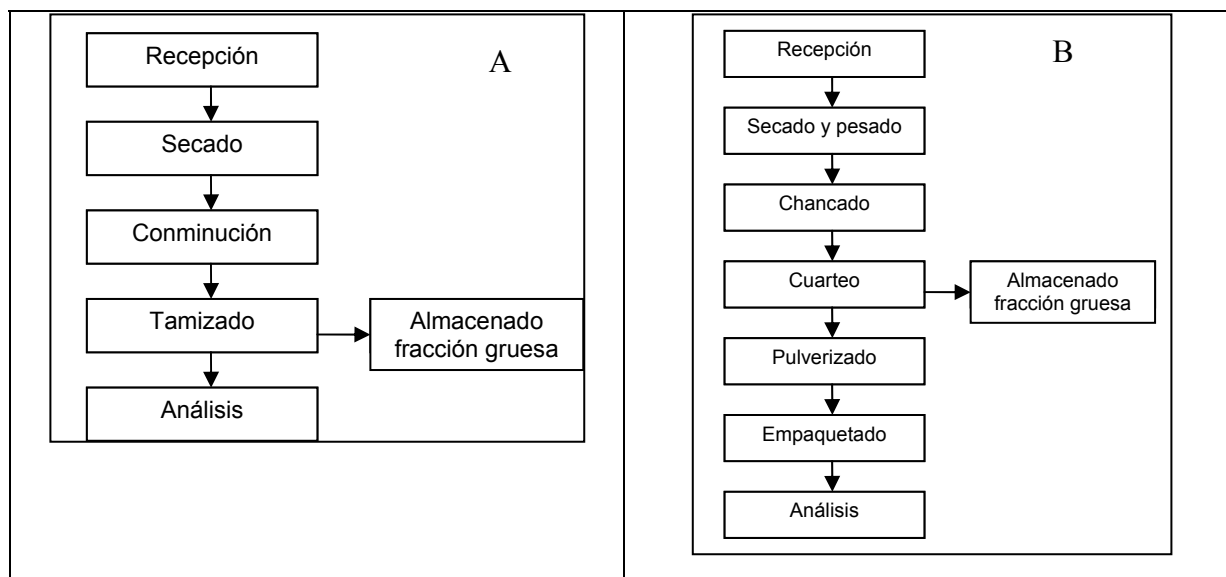 A
Recepción
Secado
Conminución
Tamizado
Almacenado
fracción gruesa
Análisis
B
Recepción
Secado y pesado
Chancado
Cuarteo
Almacenado
fracción gruesa
Pulverizado
Empaquetado
Análisis